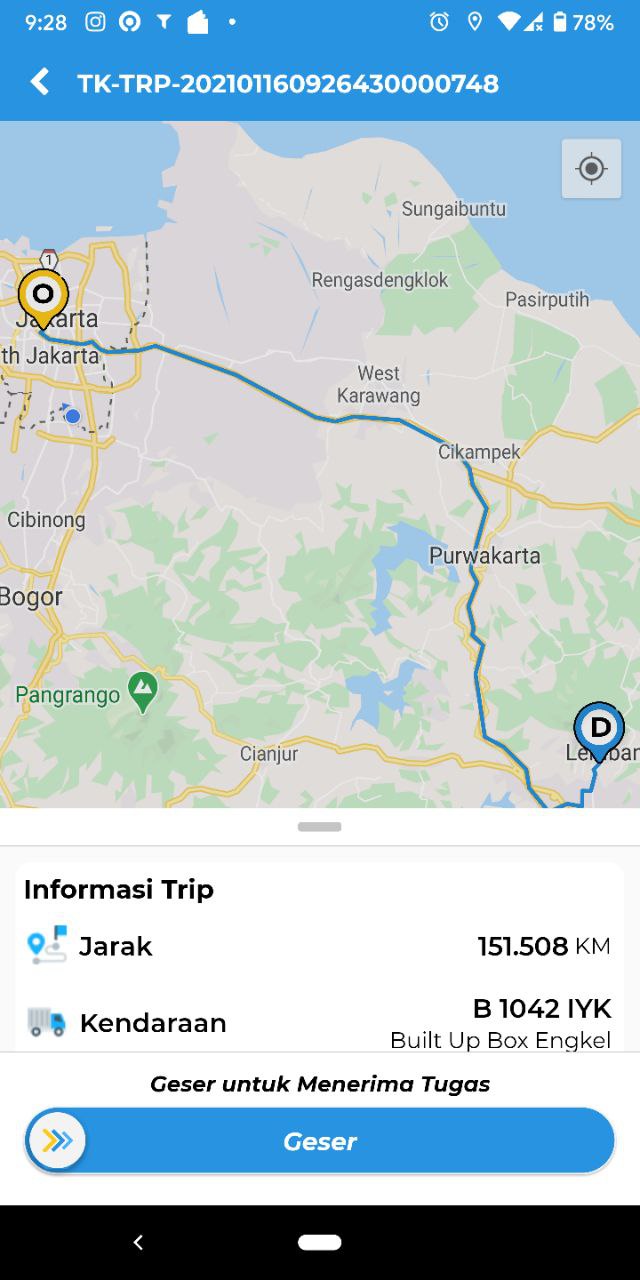 9:28
78%
TK-TRP-202101160926430000748
Sungaibuntu
Rengasdengklok
Pasirputih
1
O
Jakarta
th Jakarta
West
Karawang
Cikampek
Cibinong
Purwakarta
Bogor
Pangrango
D
Cianjur
Informasi Trip
Jarak
151.508 KM
Kendaraan
B 1042 IYK
Built Up Box Engkel
Geser untuk Menerima Tugas
Geser